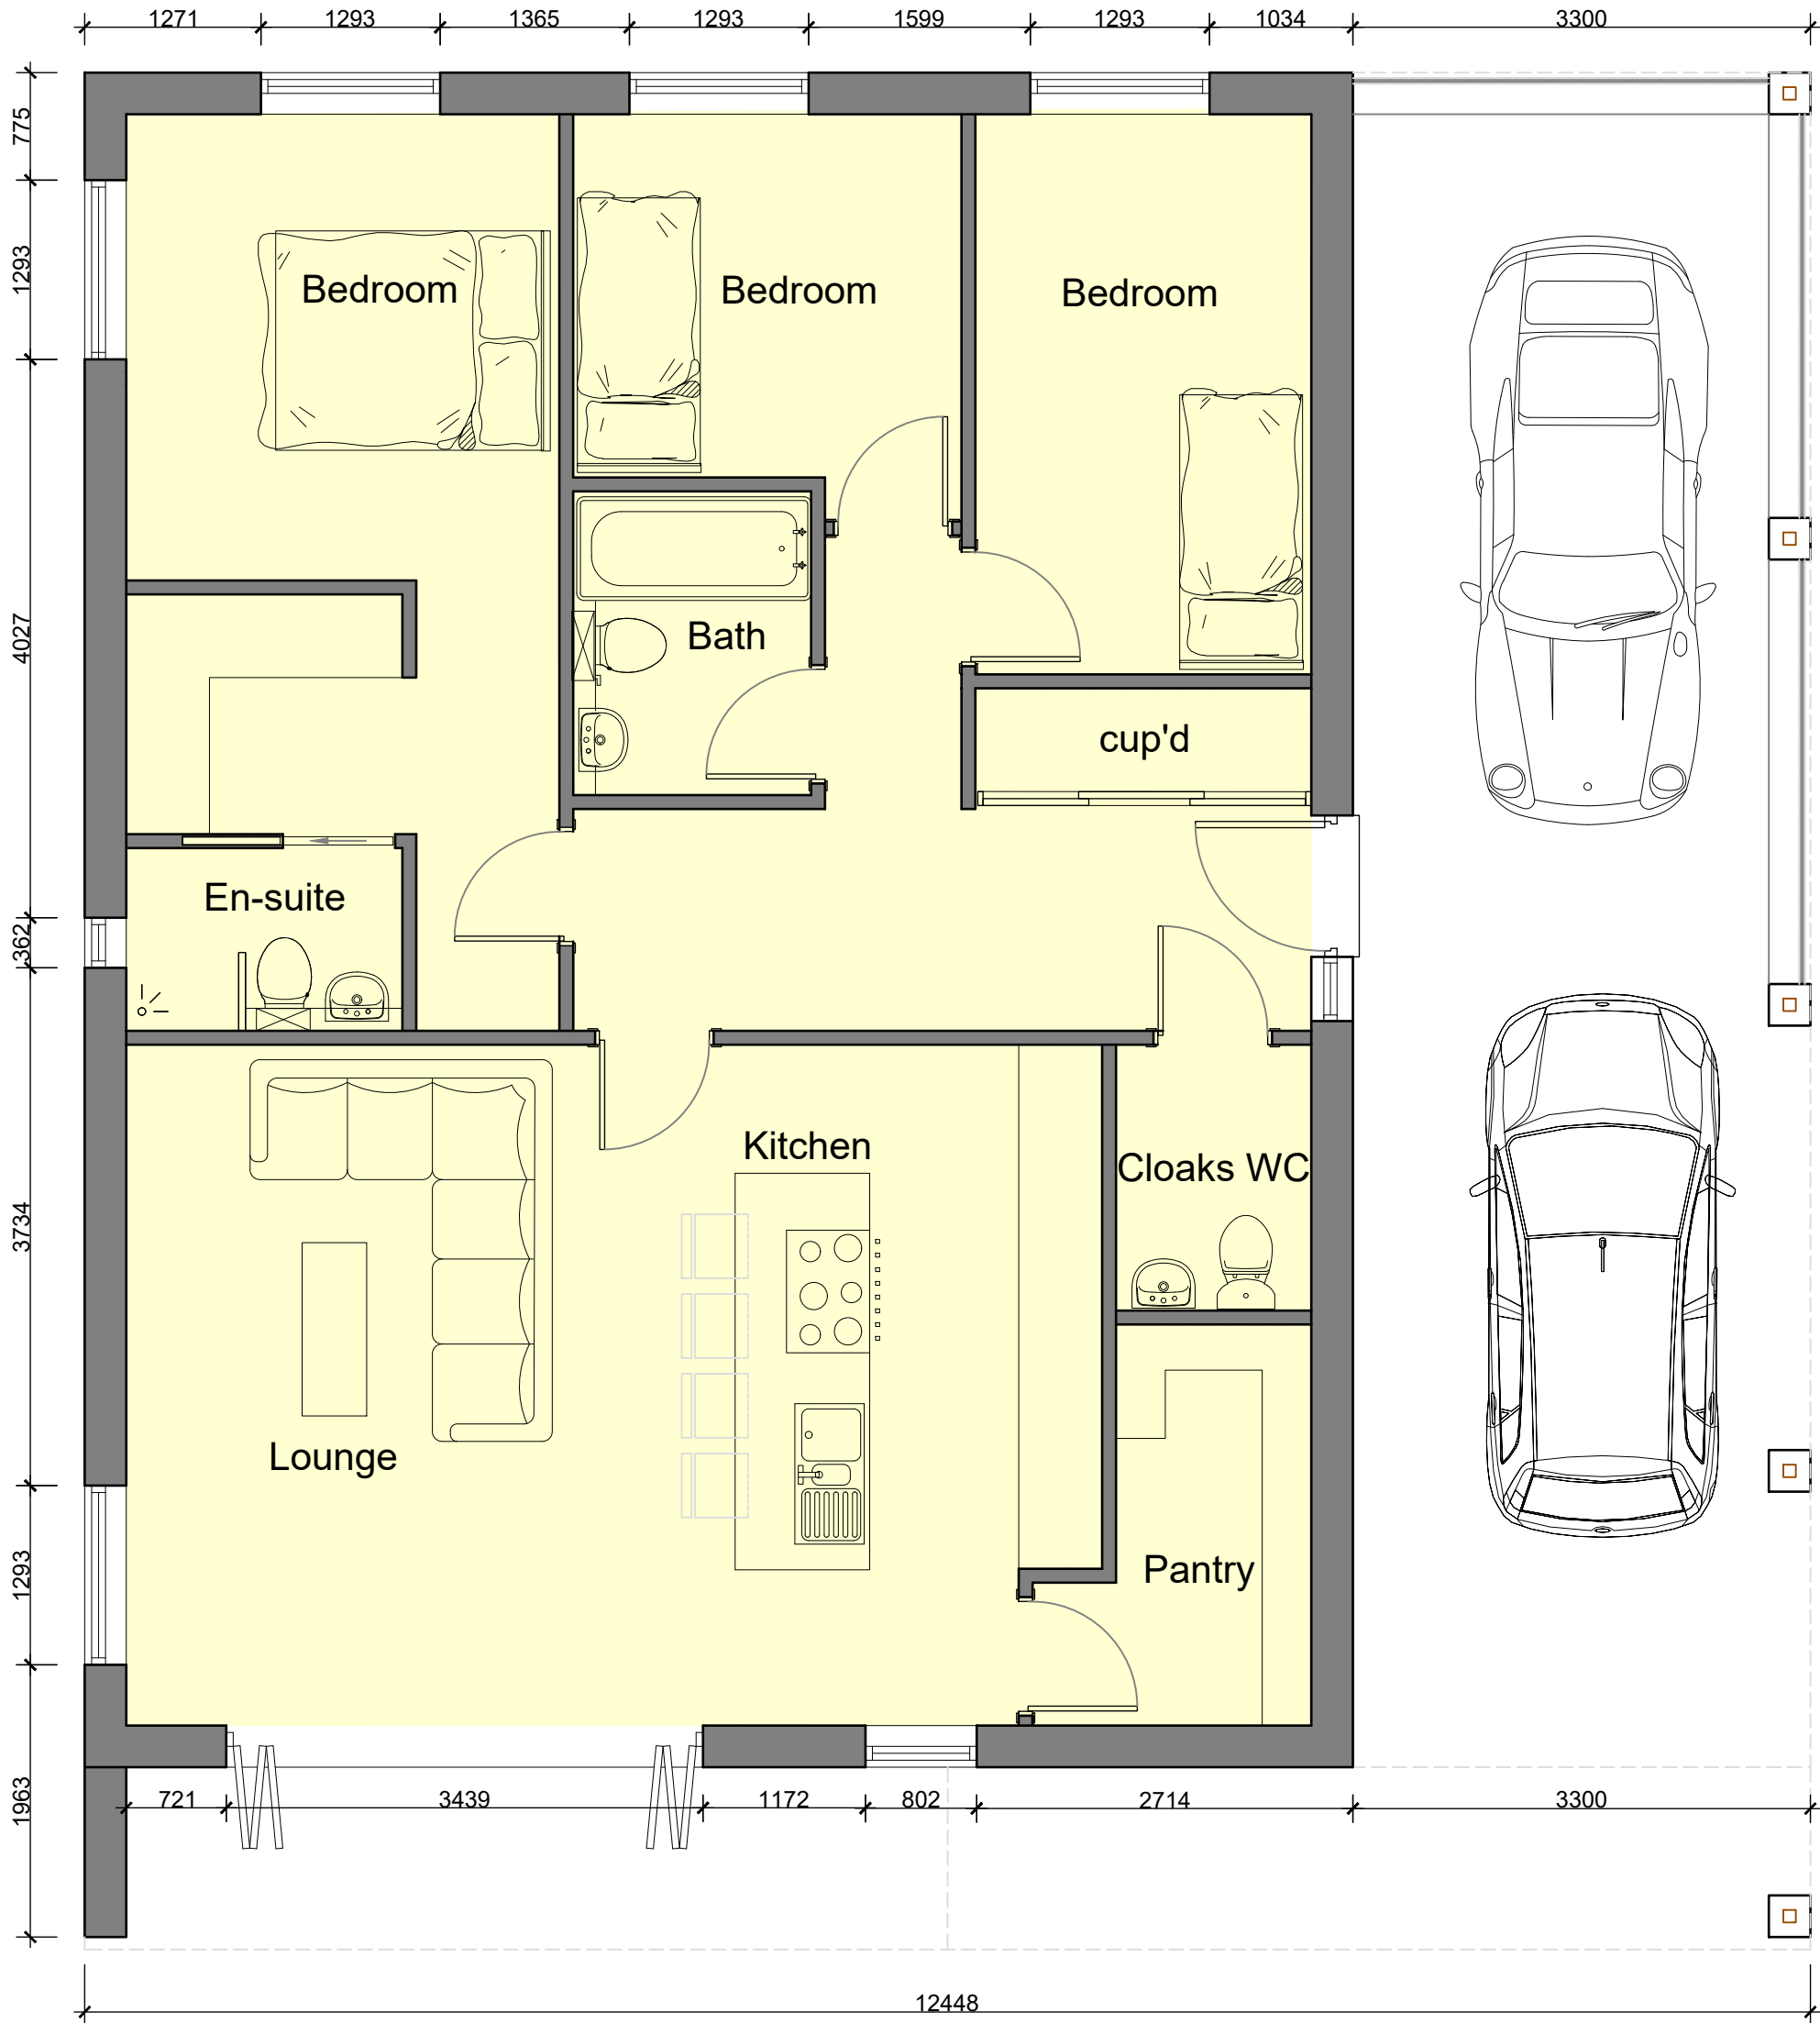 1271 1293 1365 1293 1599 1293 1034 3300
775
1293
4027
362
3734
1293
1963
Bedroom Bedroom Bedroom
Bath
cup'd
En-suite
Kitchen
Cloaks WC
Lounge
Pantry
721 3439 1172 802 2714 3300
12448